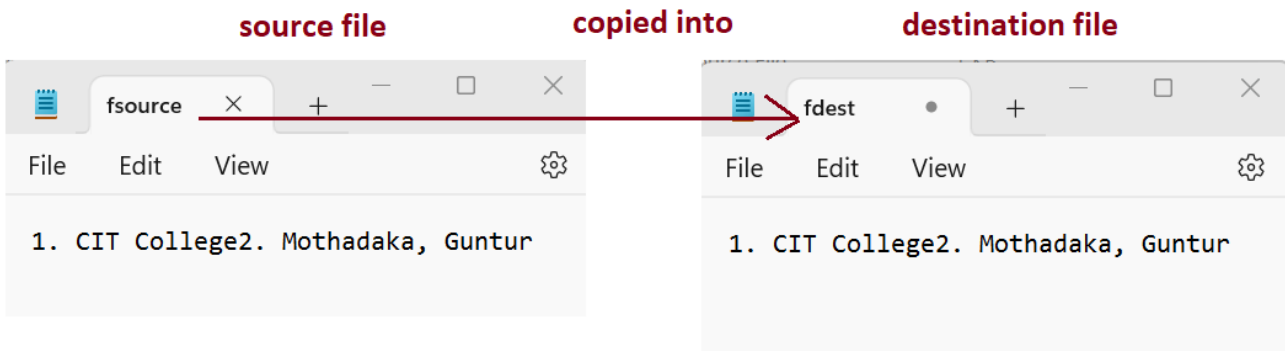 source file copied into destination file
fsource
fdest
File Edit View
File Edit View
1. CIT College2. Mothadaka, Guntur
1. CIT College2. Mothadaka, Guntur